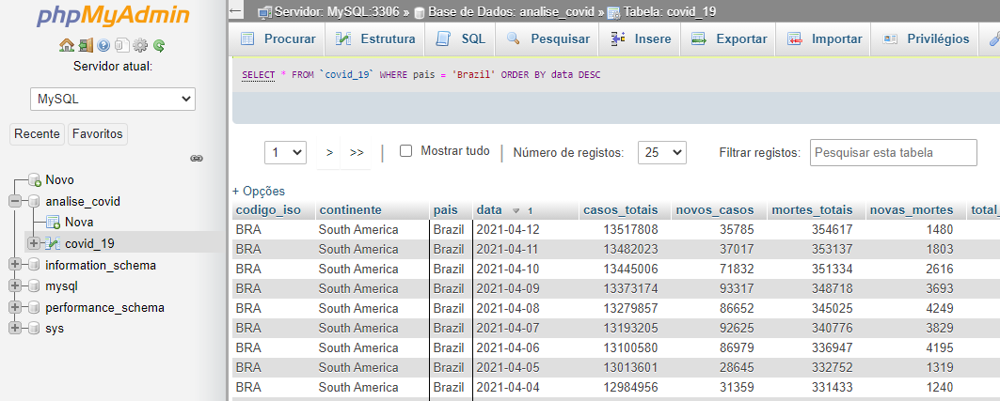 phpMyAdmin
Servidor atual:
MySQL
Recente Favoritos
Novo
analise_covid
Nova
covid_19
information_schema
mysql
performance_schema
sys
Servidor: MySQL:3306 » Base de Dados: analise_covid » Tabela: covid_19
Procurar Estrutura SQL Pesquisar Insere Exportar Importar Privilégios
SELECT * FROM `covid_19` WHERE pais = 'Brazil' ORDER BY data DESC
1 > >> | Mostrar tudo | Número de registos: 25 Filtrar registos: Pesquisar esta tabela
+ Opções
codigo_iso continente pais data 1 casos_totais novos_casos mortes_totais novas_mortes total_
BRA South America Brazil 2021-04-12 13517808 35785 354617 1480
BRA South America Brazil 2021-04-11 13482023 37017 353137 1803
BRA South America Brazil 2021-04-10 13445006 71832 351334 2616
BRA South America Brazil 2021-04-09 13373174 93317 348718 3693
BRA South America Brazil 2021-04-08 13279857 86652 345025 4249
BRA South America Brazil 2021-04-07 13193205 92625 340776 3829
BRA South America Brazil 2021-04-06 13100580 86979 336947 4195
BRA South America Brazil 2021-04-05 13013601 28645 332752 1319
BRA South America Brazil 2021-04-04 12984956 31359 331433 1240